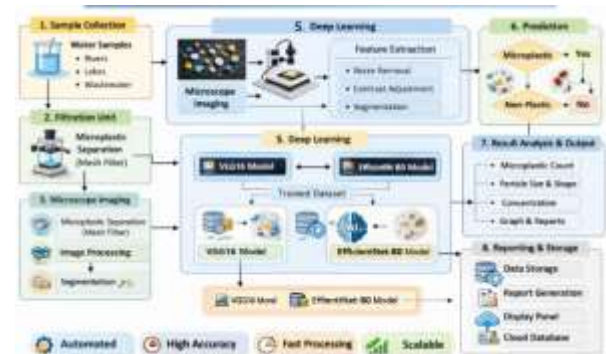 1. Sample Collection
Water Samples
• Rivers
• Lakes
• Wastewater
2. Filtration Unit
Microplastic
Separation
(Mesh Filter)
3. Microscope Imaging
Microplastic Separation
(Mesh Filter)
Image Processing
Segmentation
5. Deep Learning
Microscope
Imaging
Feature Extraction
• Noise Removal
• Contrast Adjustment
• Segmentation
5. Deep Learning
VGG16 Model
EfficientNet B0 Model
Trained Dataset
VGG16 Model
EfficientNet B0 Model
VGG16 Model
EfficientNet B0 Model
6. Prediction
Microplastic
Yes
Non-Plastic
No
7. Result Analysis & Output
• Microplastic Count
• Particle Size & Shape
• Concentration
• Graph & Reports
8. Reporting & Storage
Data Storage
Report Generation
Display Panel
Cloud Database
Automated
High Accuracy
Fast Processing
Scalable